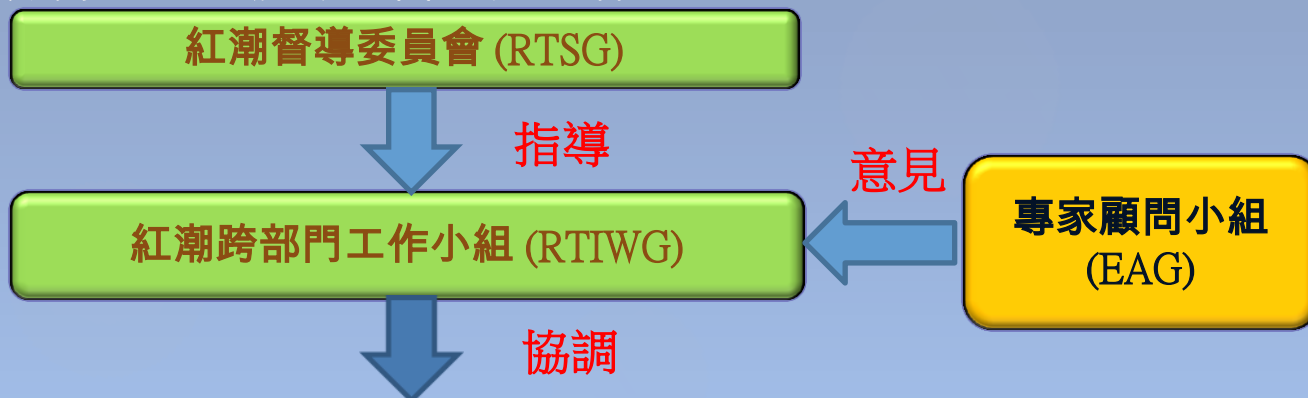 紅潮督導委員會 (RTSG)
指導
意見
紅潮跨部門工作小組 (RTIWG)
專家顧問小組
(EAG)
協調